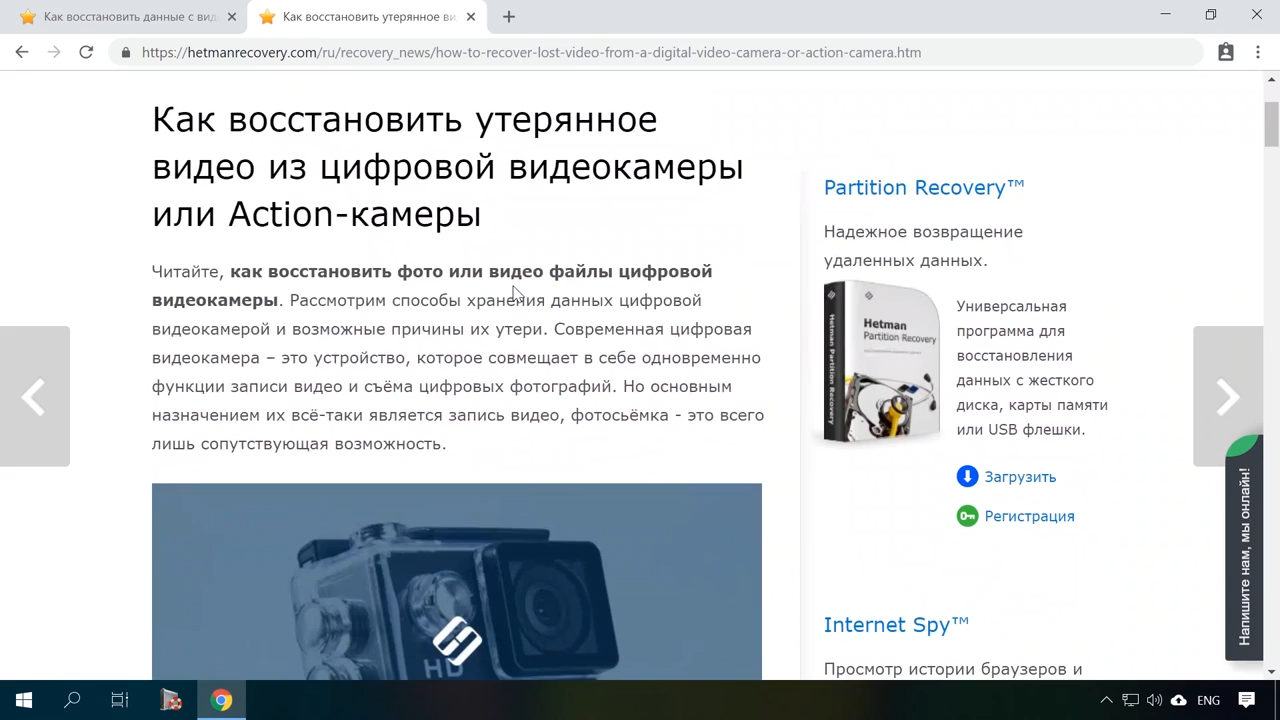 Как восстановить данные с вид
Как восстановить утерянное ви
https://hetmanrecovery.com/ru/recovery_news/how-to-recover-lost-video-from-a-digital-video-camera-or-action-camera.htm
Как восстановить утерянное
видео из цифровой видеокамеры
или Action-камеры
Читайте, как восстановить фото или видео файлы цифровой
видеокамеры. Рассмотрим способы хранения данных цифровой
видеокамерой и возможные причины их утери. Современная цифровая
видеокамера – это устройство, которое совмещает в себе одновременно
функции записи видео и съёма цифровых фотографий. Но основным
назначением их всё-таки является запись видео, фотосьёмка - это всего
лишь сопутствующая возможность.
HD
Partition Recovery™
Надежное возвращение
удаленных данных.
Hetman Partition Recovery
Hetman
Partition Recovery
Универсальная
программа для
восстановления
данных с жесткого
диска, карты памяти
или USB флешки.
Загрузить
Регистрация
Internet Spy™
Просмотр истории браузеров и
Напишите нам, мы онлайн!
ENG